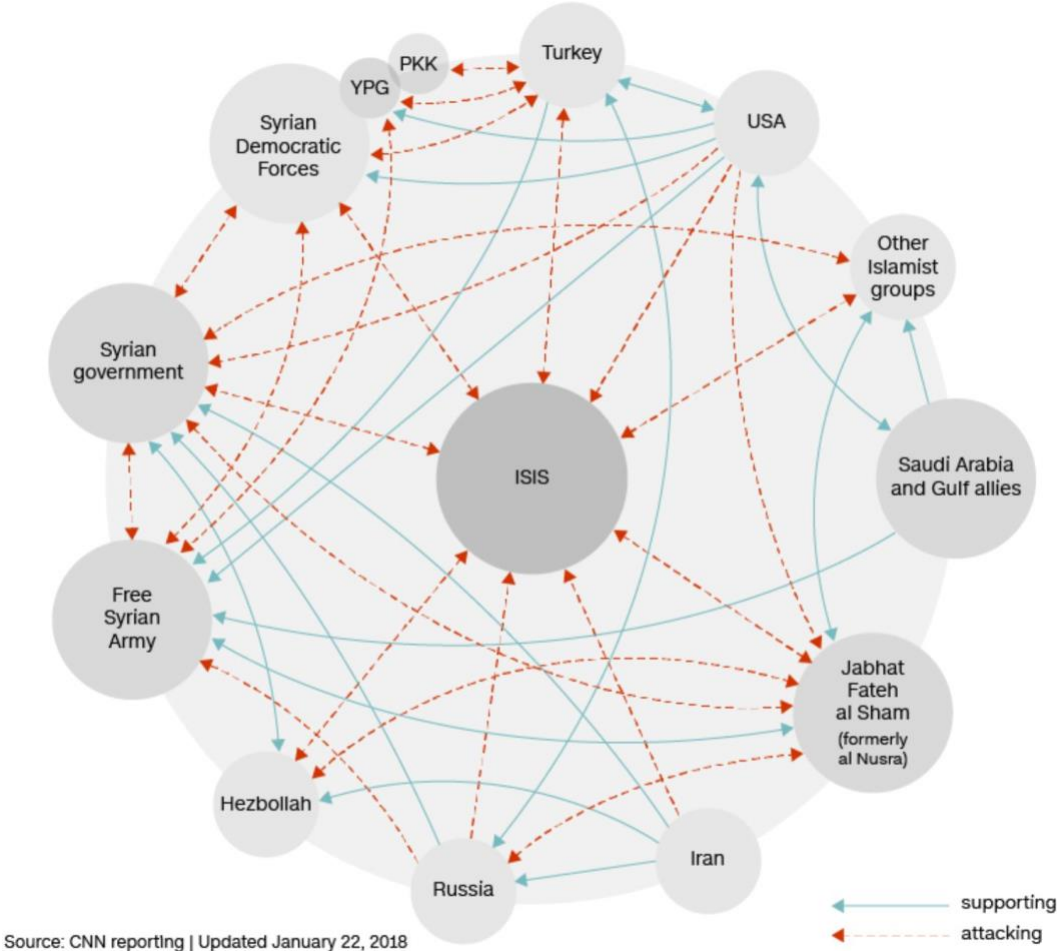 PKK
Turkey
YPG
USA
Syrian
Democratic
Forces
Other
Islamist
groups
Syrian
government
ISIS
Saudi Arabia
and Gulf allies
Free
Syrian
Army
Jabhat
Fateh
al Sham
(formerly
al Nusra)
Hezbollah
Iran
Russia
supporting
attacking
Source: CNN reporting | Updated January 22, 2018